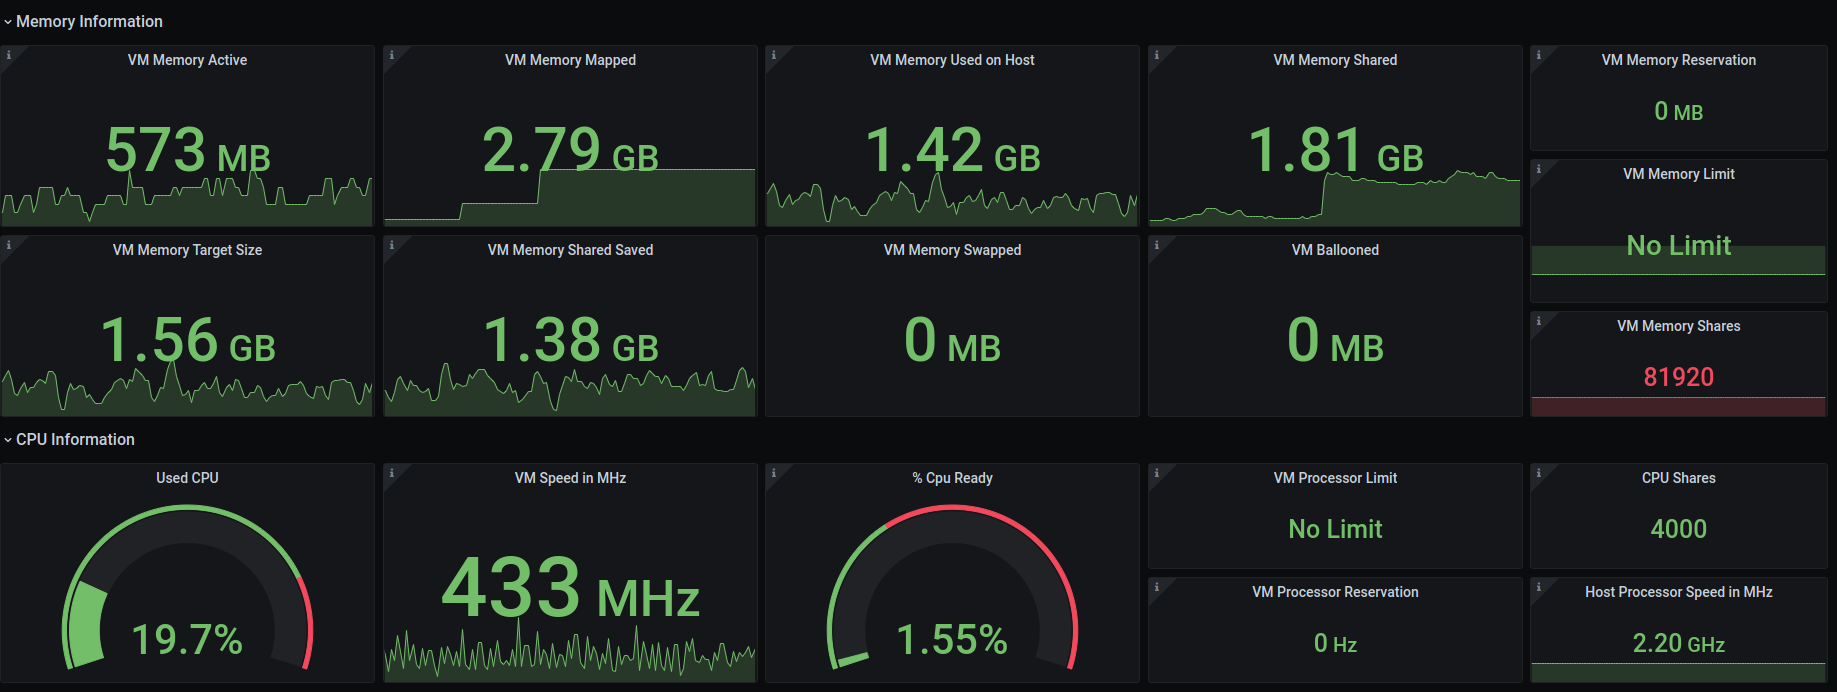 Memory Information
VM Memory Active
573 MB
VM Memory Mapped
2.79 GB
VM Memory Used on Host
1.42 GB
VM Memory Shared
1.81 GB
VM Memory Reservation
0 MB
VM Memory Limit
No Limit
VM Memory Target Size
1.56 GB
VM Memory Shared Saved
1.38 GB
VM Memory Swapped
0 MB
VM Ballooned
0 MB
VM Memory Shares
81920
CPU Information
Used CPU
19.7%
VM Speed in MHz
433 MHz
% Cpu Ready
1.55%
VM Processor Limit
No Limit
CPU Shares
4000
VM Processor Reservation
0 Hz
Host Processor Speed in MHz
2.20 GHz